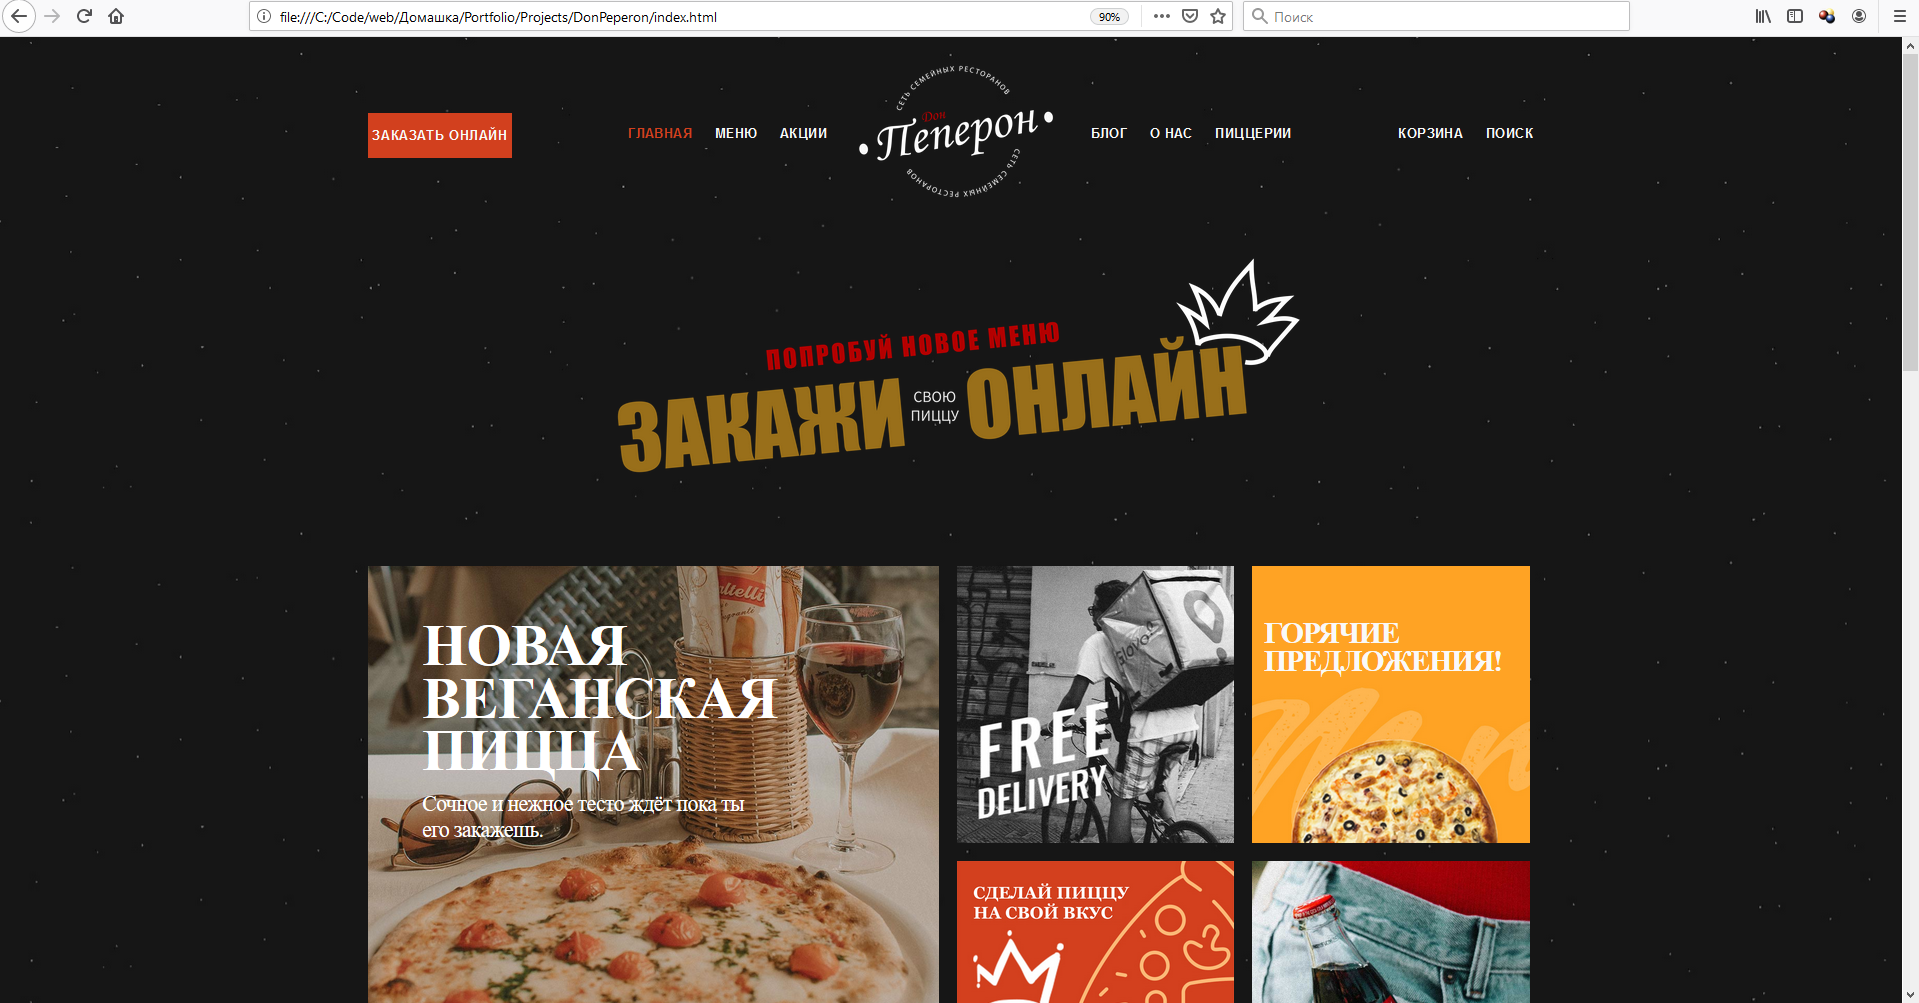 file:///C:/Code/web/Домашка/Portfolio/Projects/DonPeperon/index.html
90%
Поиск
ЗАКАЗАТЬ ОНЛАЙН
ГЛАВНАЯ
МЕНЮ
АКЦИИ
СЕТЬ СЕМЕЙНЫХ РЕСТОРАНОВ
Дон
Пеперон
СЕТЬ СЕМЕЙНЫХ РЕСТОРАНОВ
БЛОГ
О НАС
ПИЦЦЕРИИ
КОРЗИНА
ПОИСК
ПОПРОБУЙ НОВОЕ МЕНЮ
ЗАКАЖИ
СВОЮ
ПИЦЦУ
ОНЛАЙН
НОВАЯ
ВЕГАНСКАЯ
ПИЦЦА
Сочное и нежное тесто ждёт пока ты
его закажешь.
Glovo
FREE
DELIVERY
ГОРЯЧИЕ
ПРЕДЛОЖЕНИЯ!
СДЕЛАЙ ПИЦЦУ
НА СВОЙ ВКУС